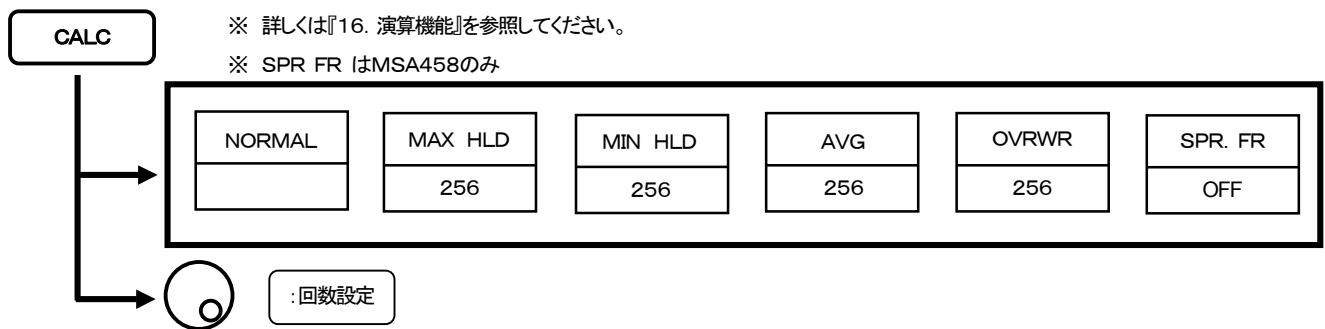 CALC
※ 詳しくは『16. 演算機能』を参照してください。
※ SPR FR はMSA458のみ
NORMAL MAX HLD MIN HLD AVG OVRWR SPR. FR
256 256 256 256 OFF
:回数設定